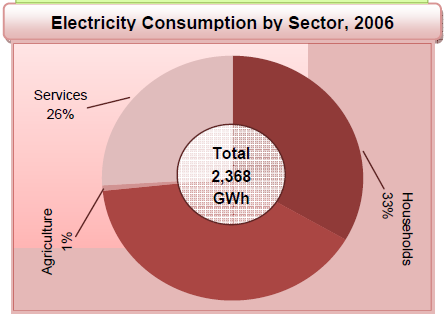 Electricity Consumption by Sector, 2006
Services
26%
Total
2,368
GWh
Households
33%
Agriculture
1%